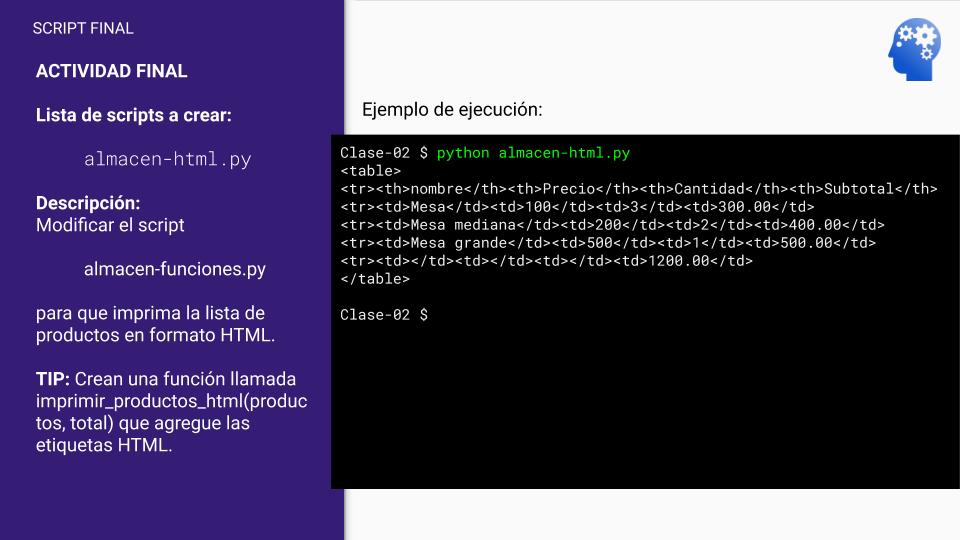 SCRIPT FINAL
ACTIVIDAD FINAL
Lista de scripts a crear:
almacen-html.py
Descripción:
Modificar el script
almacen-funciones.py
para que imprima la lista de
productos en formato HTML.
TIP: Crean una función llamada
imprimir_productos_html(produc
tos, total) que agregue las
etiquetas HTML.
Ejemplo de ejecución:
Clase-02 $ python almacen-html.py
<table>
<tr><th>nombre</th><th>Precio</th><th>Cantidad</th><th>Subtotal</th>
<tr><td>Mesa</td><td>100</td><td>3</td><td>300.00</td>
<tr><td>Mesa mediana</td><td>200</td><td>2</td><td>400.00</td>
<tr><td>Mesa grande</td><td>500</td><td>1</td><td>500.00</td>
<tr><td></td><td></td><td></td><td>1200.00</td>
</table>
Clase-02 $